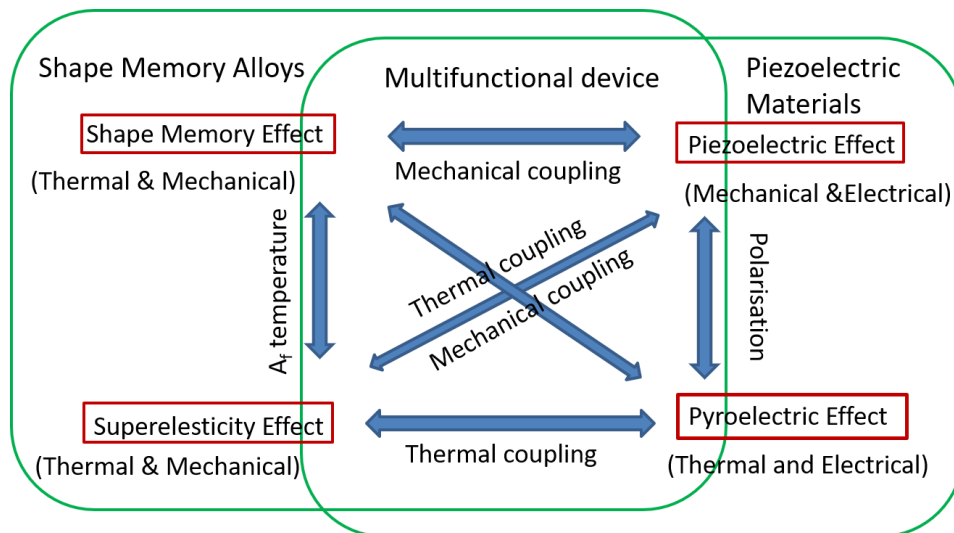 Shape Memory Alloys
Multifunctional device
Piezoelectric
Materials
Shape Memory Effect
Piezoelectric Effect
Mechanical coupling
(Thermal & Mechanical)
(Mechanical &Electrical)
A_f temperature
Thermal coupling
Mechanical coupling
Polarisation
Superelesticity Effect
Pyroelectric Effect
Thermal coupling
(Thermal & Mechanical)
(Thermal and Electrical)